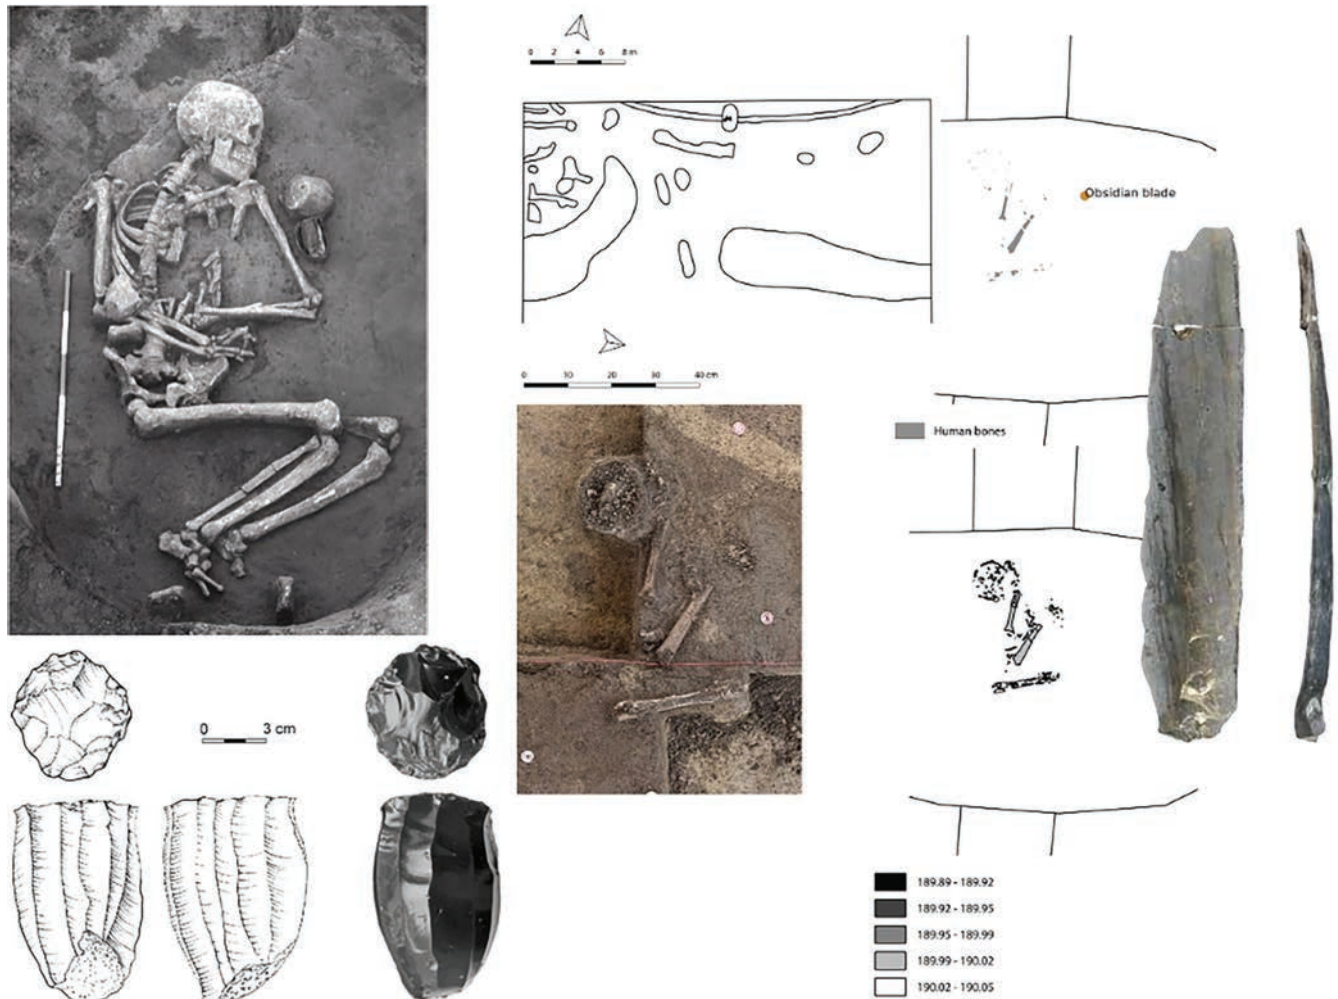 0 2 4 6 8 m
Obsidian blade
0 10 20 30 40 cm
Human bones
0 3 cm
189.89 - 189.92
189.92 - 189.95
189.95 - 189.99
189.99 - 190.02
190.02 - 190.05